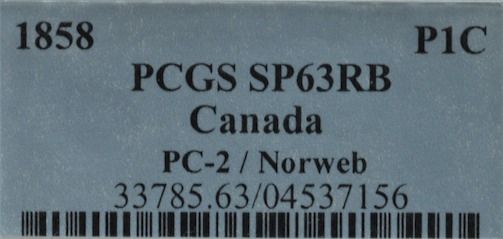 1858 P1C
PCGS SP63RB
Canada
PC-2 / Norweb
33785.63/04537156